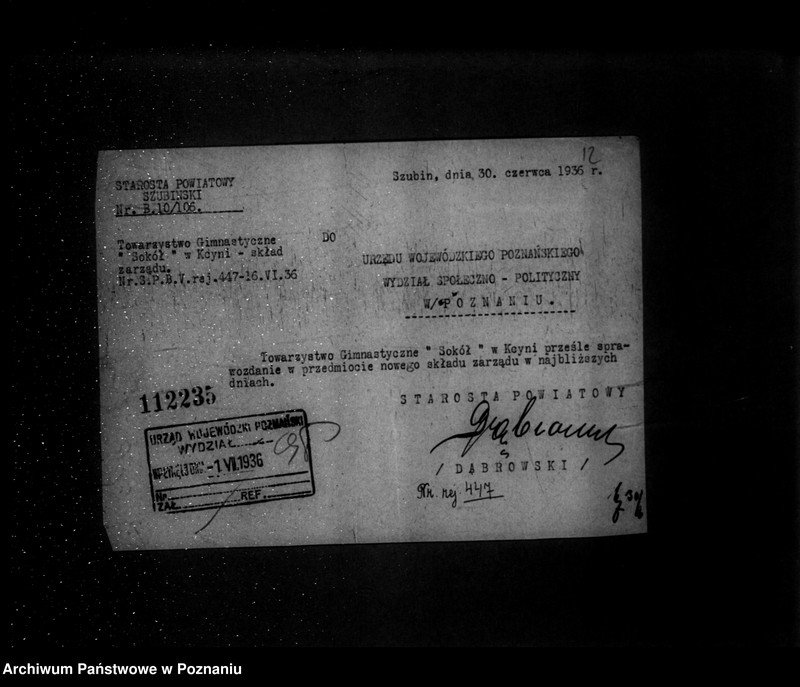 12
STAROSTA POWIATOWY
SZUBIŃSKI
Nr. B.10/106.
Szubin, dnia 30. czerwca 1936 r.
Towarzystwo Gimnastyczne
" Sokół " w Kcyni - skład
zarządu.
Nr.S.P.B.V.rej.447-16.VI.36
DO
URZĘDU WOJEWÓDZKIEGO POZNAŃSKIEGO
WYDZIAŁ SPOŁECZNO - POLITYCZNY
W/ POZNANIU.
Towarzystwo Gimnastyczne " Sokół " w Kcyni prześle spra-
wozdanie w przedmiocie nowego składu zarządu w najbliższych
dniach.
112235
STAROSTA POWIATOWY
URZĄD WOJEWÓDZKI POZNAŃSKI
WYDZIAŁ
-1 VII. 1936
Nr.
ZAŁ. REF.
/ DĄBROWSKI /
Nr. rej 447
Archiwum Państwowe w Poznaniu